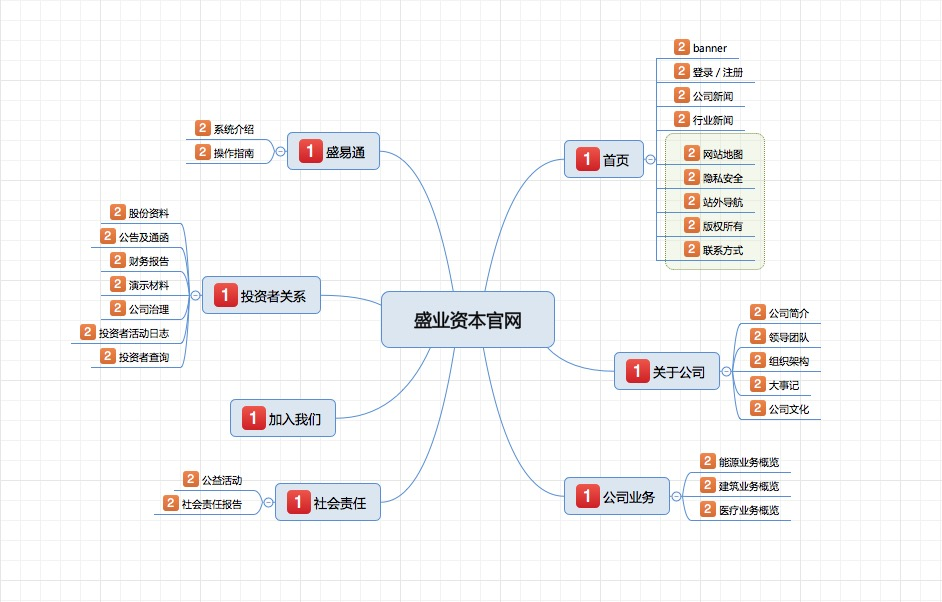 盛业资本官网
1 首页
2 banner
2 登录 / 注册
2 公司新闻
2 行业新闻
2 网站地图
2 隐私安全
2 站外导航
2 版权所有
2 联系方式
1 关于公司
2 公司简介
2 领导团队
2 组织架构
2 大事记
2 公司文化
1 公司业务
2 能源业务概览
2 建筑业务概览
2 医疗业务概览
1 盛易通
2 系统介绍
2 操作指南
1 投资者关系
2 股份资料
2 公告及通函
2 财务报告
2 演示材料
2 公司治理
2 投资者活动日志
2 投资者查询
1 加入我们
1 社会责任
2 公益活动
2 社会责任报告